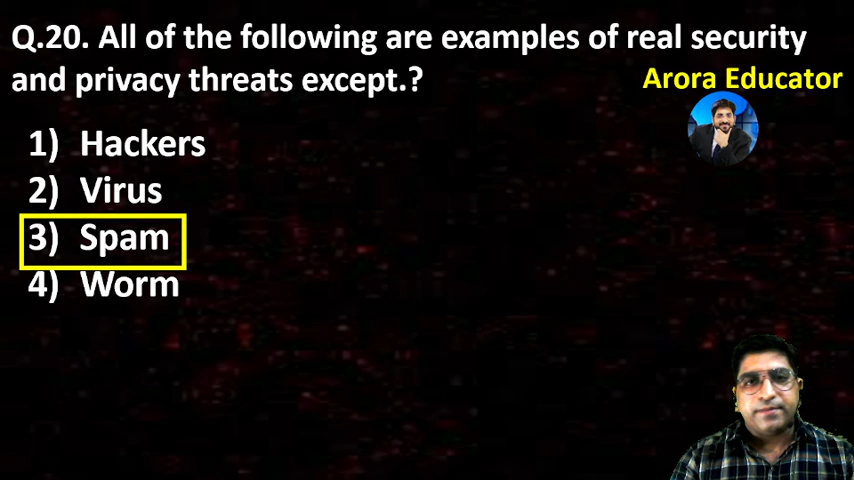 Q.20. All of the following are examples of real security
and privacy threats except.?
Arora Educator
1) Hackers
2) Virus
3) Spam
4) Worm